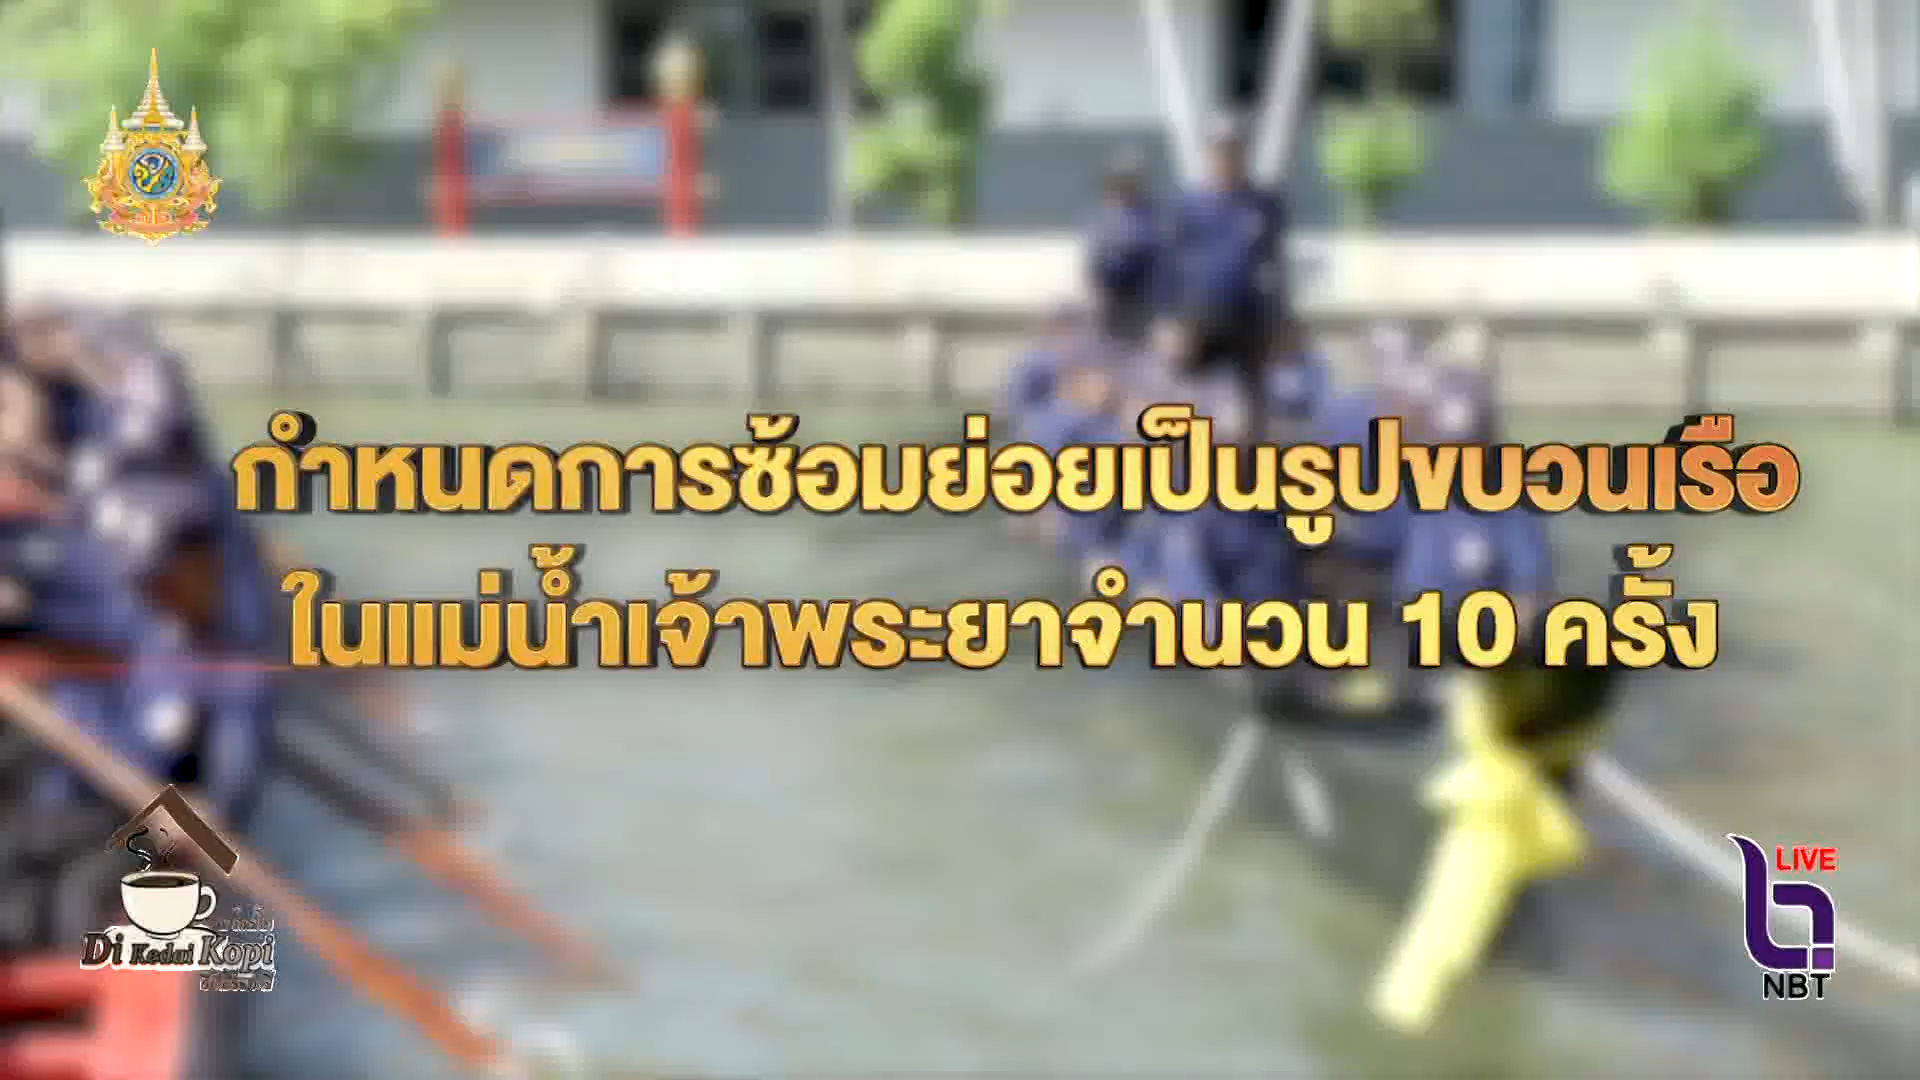 กำหนดการซ้อมย่อยเป็นรูปขบวนเรือ
ในแม่น้ำเจ้าพระยาจำนวน 10 ครั้ง
Di Kedai Kopi
LIVE
NBT